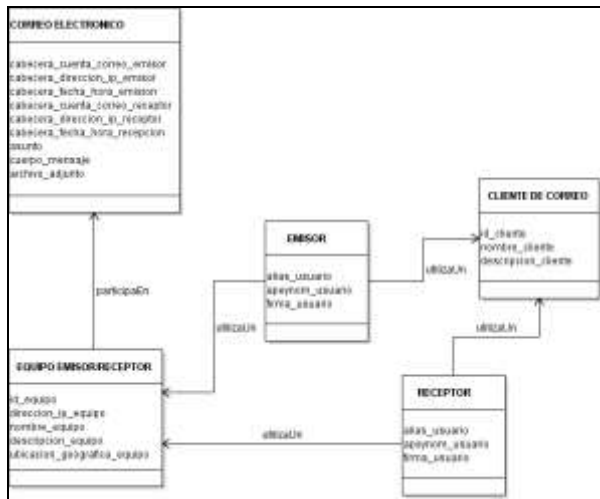 CORREO ELECTRONICO
cabecera_cuenta_correo_emisor
cabecera_direccion_ip_emisor
cabecera_fecha_hora_emision
cabecera_cuenta_correo_receptor
cabecera_direccion_ip_receptor
cabecera_fecha_hora_recepcion
asunto
cuerpo_mensaje
archivo_adjunto
CLIENTE DE CORREO
id_cliente
nombre_cliente
descripcion_cliente
EMISOR
alias_usuario
apeynom_usuario
firma_usuario
utilizaUn
participaEn
utilizaUn
utilizaUn
EQUIPO EMISOR/RECEPTOR
id_equipo
direccion_ip_equipo
nombre_equipo
descripcion_equipo
ubicacion_geografica_equipo
RECEPTOR
alias_usuario
apeynom_usuario
firma_usuario
utilizaUn